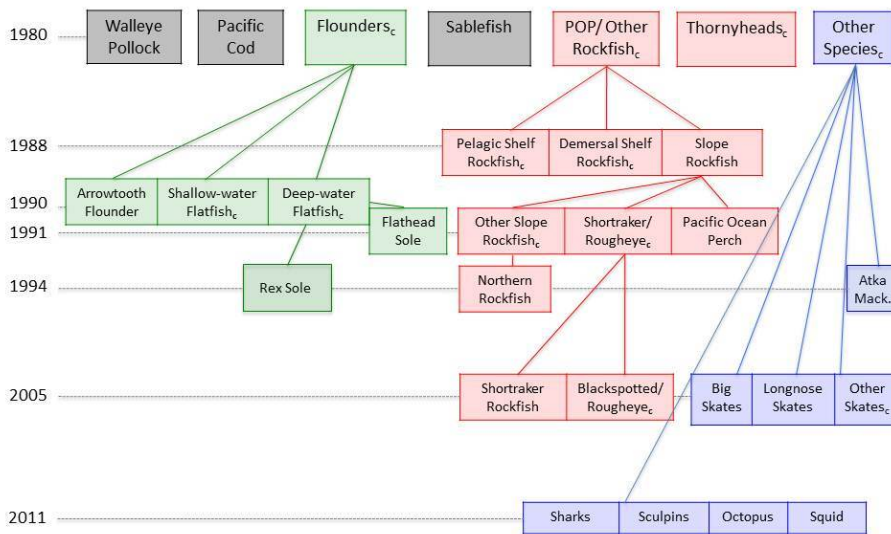 1980
Walleye
Pollock
Pacific
Cod
Flounders c
Sablefish
POP/ Other
Rockfish c
Thornyheads c
Other
Species c
1988
Pelagic Shelf
Rockfish c
Demersal Shelf
Rockfish c
Slope
Rockfish
1990
Arrowtooth
Flounder
Shallow-water
Flatfish c
Deep-water
Flatfish c
1991
Flathead
Sole
Other Slope
Rockfish c
Shortraker/
Rougheye c
Pacific Ocean
Perch
1994
Rex Sole
Northern
Rockfish
Atka
Mack.
2005
Shortraker
Rockfish
Blackspotted/
Rougheye c
Big
Skates
Longnose
Skates
Other
Skates c
2011
Sharks
Sculpins
Octopus
Squid